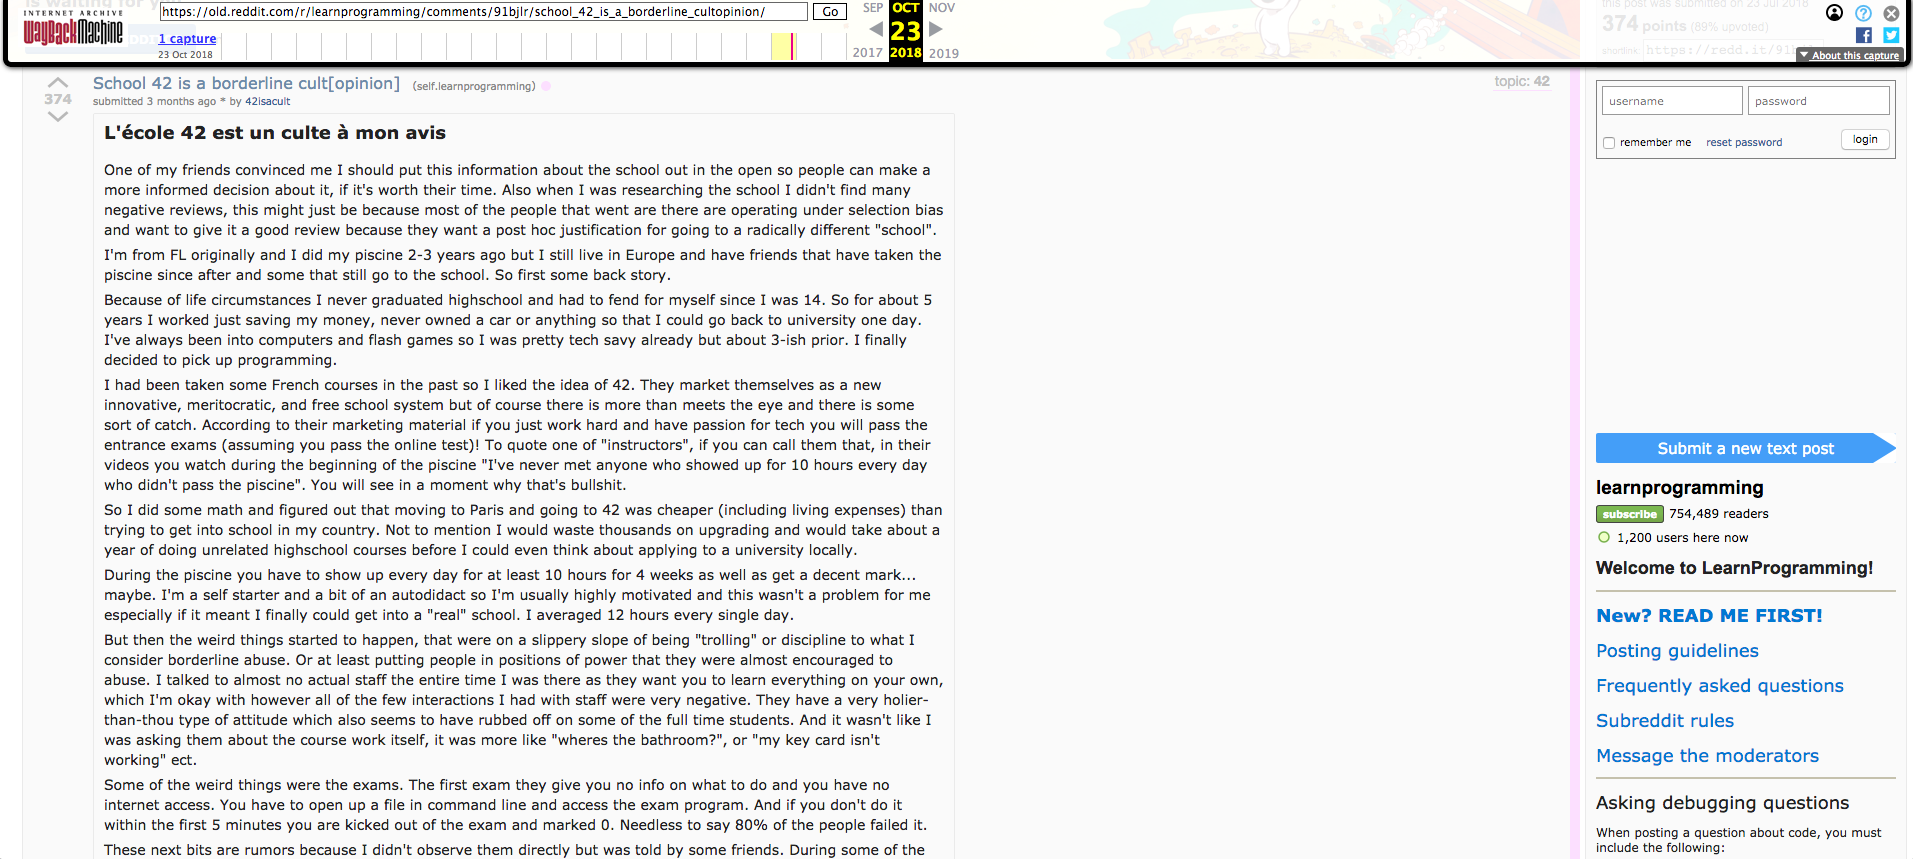 INTERNET ARCHIVE
WayBackMachine
https://old.reddit.com/r/learnprogramming/comments/91bjlr/school_42_is_a_borderline_cultopinion/
Go
1 capture
23 Oct 2018
SEP OCT NOV
23
2017 2018 2019
this post was submitted on 23 Jul 2018
374 points (89% upvoted)
About this capture
374
School 42 is a borderline cult[opinion] (self.learnprogramming)
submitted 3 months ago * by 42isacult
topic: 42
L'école 42 est un culte à mon avis
One of my friends convinced me I should put this information about the school out in the open so people can make a
more informed decision about it, if it's worth their time. Also when I was researching the school I didn't find many
negative reviews, this might just be because most of the people that went are there are operating under selection bias
and want to give it a good review because they want a post hoc justification for going to a radically different "school".
I'm from FL originally and I did my piscine 2-3 years ago but I still live in Europe and have friends that have taken the
piscine since after and some that still go to the school. So first some back story.
Because of life circumstances I never graduated highschool and had to fend for myself since I was 14. So for about 5
years I worked just saving my money, never owned a car or anything so that I could go back to university one day.
I've always been into computers and flash games so I was pretty tech savy already but about 3-ish prior. I finally
decided to pick up programming.
I had been taken some French courses in the past so I liked the idea of 42. They market themselves as a new
innovative, meritocratic, and free school system but of course there is more than meets the eye and there is some
sort of catch. According to their marketing material if you just work hard and have passion for tech you will pass the
entrance exams (assuming you pass the online test)! To quote one of "instructors", if you can call them that, in their
videos you watch during the beginning of the piscine "I've never met anyone who showed up for 10 hours every day
who didn't pass the piscine". You will see in a moment why that's bullshit.
So I did some math and figured out that moving to Paris and going to 42 was cheaper (including living expenses) than
trying to get into school in my country. Not to mention I would waste thousands on upgrading and would take about a
year of doing unrelated highschool courses before I could even think about applying to a university locally.
During the piscine you have to show up every day for at least 10 hours for 4 weeks as well as get a decent mark...
maybe. I'm a self starter and a bit of an autodidact so I'm usually highly motivated and this wasn't a problem for me
especially if it meant I finally could get into a "real" school. I averaged 12 hours every single day.
But then the weird things started to happen, that were on a slippery slope of being "trolling" or discipline to what I
consider borderline abuse. Or at least putting people in positions of power that they were almost encouraged to
abuse. I talked to almost no actual staff the entire time I was there as they want you to learn everything on your own,
which I'm okay with however all of the few interactions I had with staff were very negative. They have a very holier-
than-thou type of attitude which also seems to have rubbed off on some of the full time students. And it wasn't like I
was asking them about the course work itself, it was more like "wheres the bathroom?", or "my key card isn't
working" ect.
Some of the weird things were the exams. The first exam they give you no info on what to do and you have no
internet access. You have to open up a file in command line and access the exam program. And if you don't do it
within the first 5 minutes you are kicked out of the exam and marked 0. Needless to say 80% of the people failed it.
These next bits are rumors because I didn't observe them directly but was told by some friends. During some of the
username
password
remember me
reset password
login
Submit a new text post
learnprogramming
subscribe 754,489 readers
1,200 users here now
Welcome to LearnProgramming!
New? READ ME FIRST!
Posting guidelines
Frequently asked questions
Subreddit rules
Message the moderators
Asking debugging questions
When posting a question about code, you must
include the following: